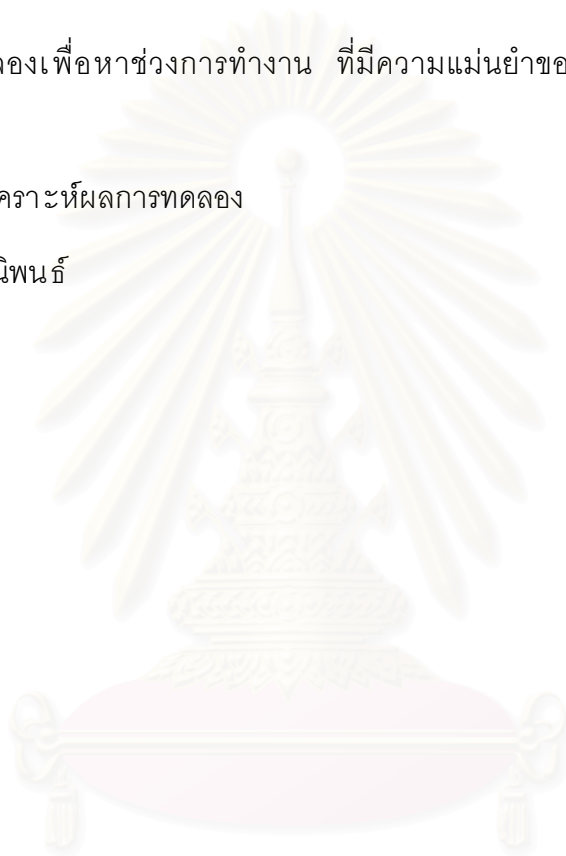 องเพื่อหาช่วงการทำงาน ที่มีความแม่นยำขอ
คราะห์ผลการทดลอง
นิพนธ์